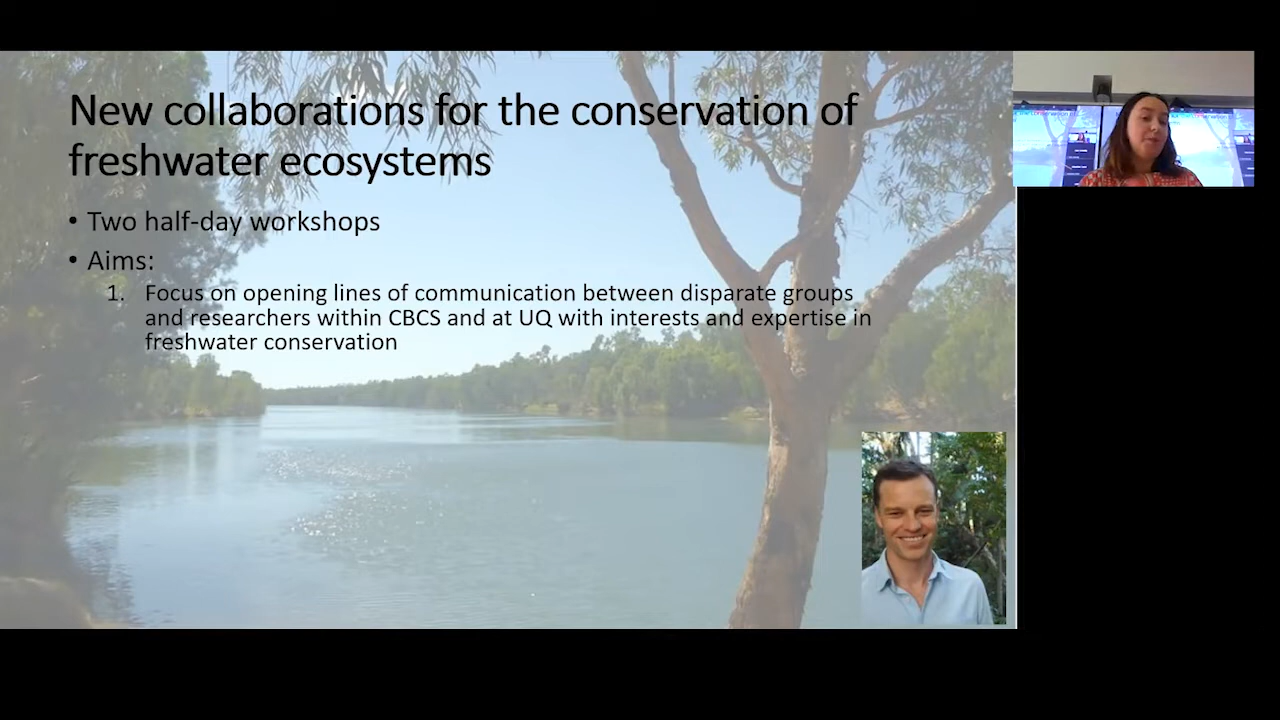 New collaborations for the conservation of
freshwater ecosystems
• Two half-day workshops
• Aims:
1. Focus on opening lines of communication between disparate groups
and researchers within CBCS and at UQ with interests and expertise in
freshwater conservation